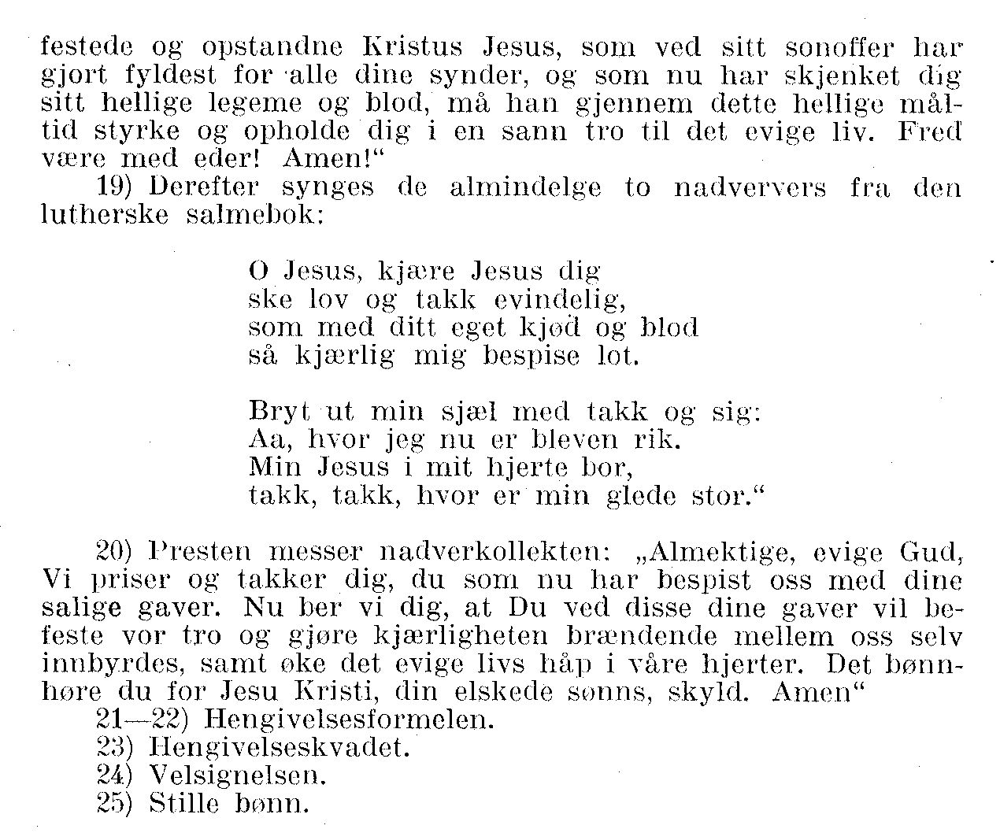 festede og opstandne Kristus Jesus, som ved sitt sonoffer har
gjort fyldest for alle dine synder, og som nu har skjenket dig
sitt hellige legeme og blod, må han gjennem dette hellige mål-
tid styrke og opholde dig i en sann tro til det evige liv. Fred
være med eder! Amen!“
19) Derefter synges de almindelge to nadververs fra den
lutherske salmebok:
O Jesus, kjære Jesus dig
ske lov og takk evindelig,
som med ditt eget kjød og blod
så kjærlig mig bespise lot.
Bryt ut min sjæl med takk og sig:
Aa, hvor jeg nu er bleven rik.
Min Jesus i mit hjerte bor,
takk, takk, hvor er min glede stor.“
20) Presten messer nadverkollekten: „Almektige, evige Gud,
Vi priser og takker dig, du som nu har bespist oss med dine
salige gaver. Nu ber vi dig, at Du ved disse dine gaver vil be-
feste vor tro og gjøre kjærligheten brændende mellem oss selv
innbyrdes, samt øke det evige livs håp i våre hjerter. Det bønn-
høre du for Jesu Kristi, din elskede sønns, skyld. Amen“
21—22) Hengivelsesformelen.
23) Hengivelseskvadet.
24) Velsignelsen.
25) Stille bønn.